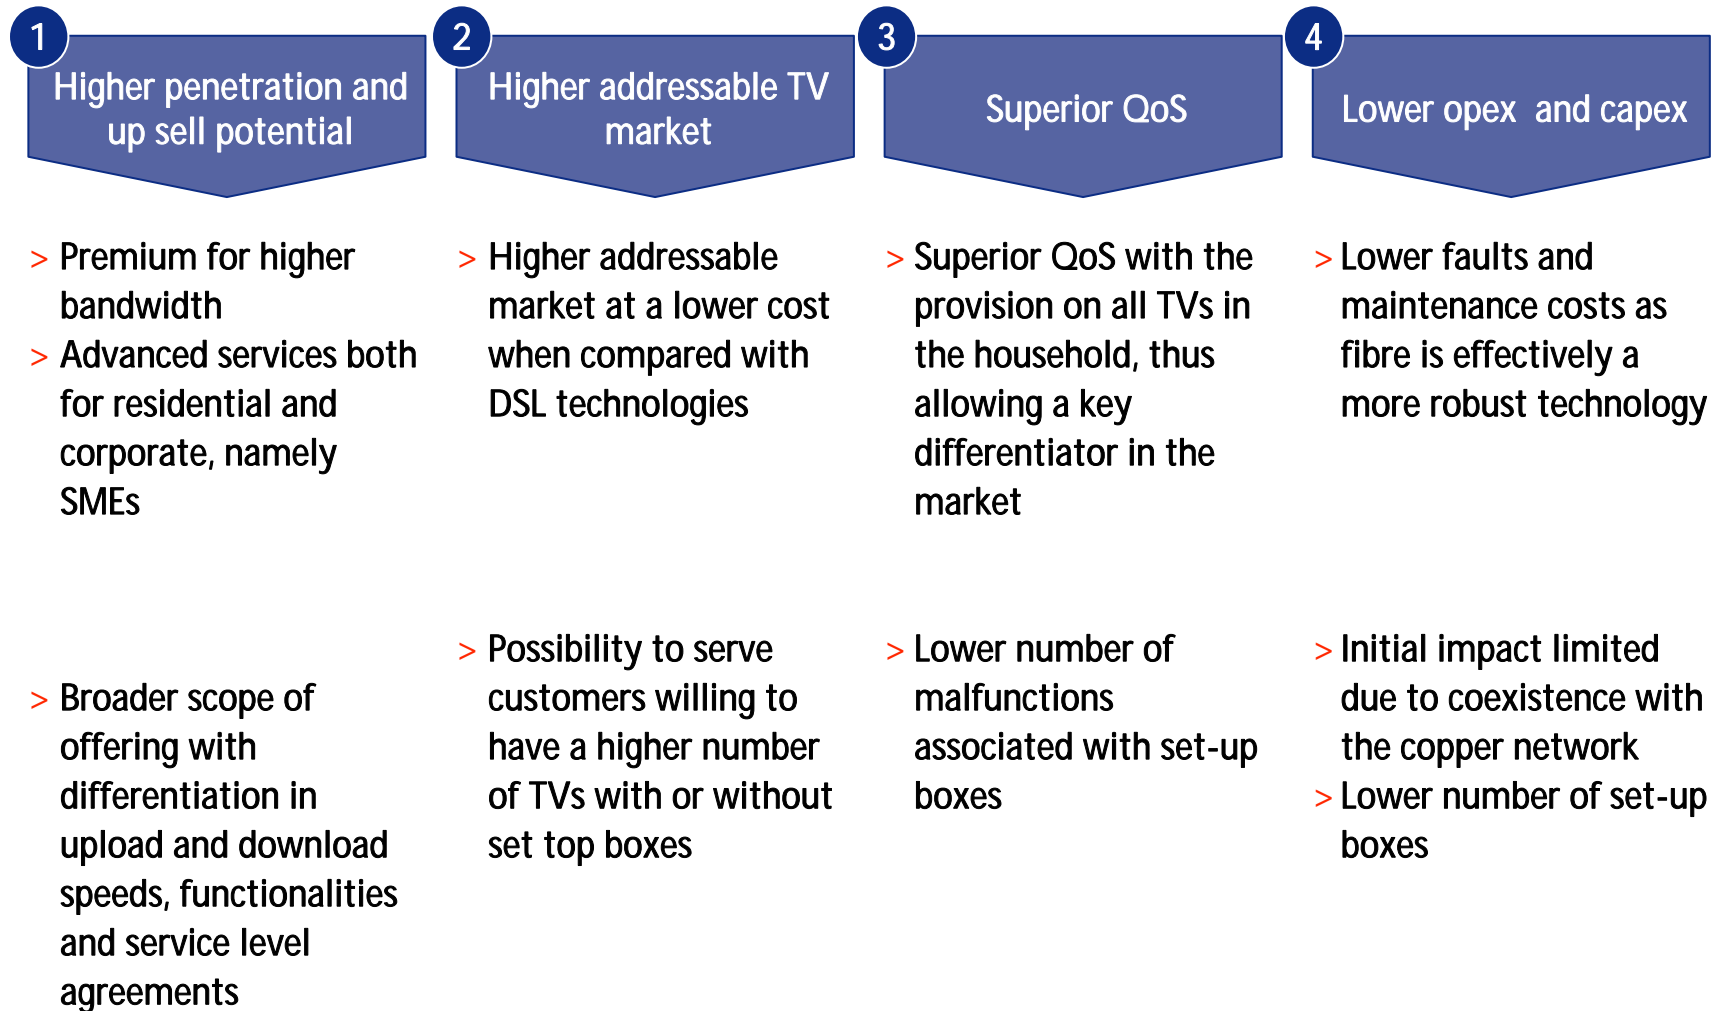 1
Higher penetration and
up sell potential
> Premium for higher
bandwidth
> Advanced services both
for residential and
corporate, namely
SMEs
> Broader scope of
offering with
differentiation in
upload and download
speeds, functionalities
and service level
agreements
2
Higher addressable TV
market
> Higher addressable
market at a lower cost
when compared with
DSL technologies
> Possibility to serve
customers willing to
have a higher number
of TVs with or without
set top boxes
3
Superior QoS
> Superior QoS with the
provision on all TVs in
the household, thus
allowing a key
differentiator in the
market
> Lower number of
malfunctions
associated with set-up
boxes
4
Lower opex and capex
> Lower faults and
maintenance costs as
fibre is effectively a
more robust technology
> Initial impact limited
due to coexistence with
the copper network
> Lower number of set-up
boxes